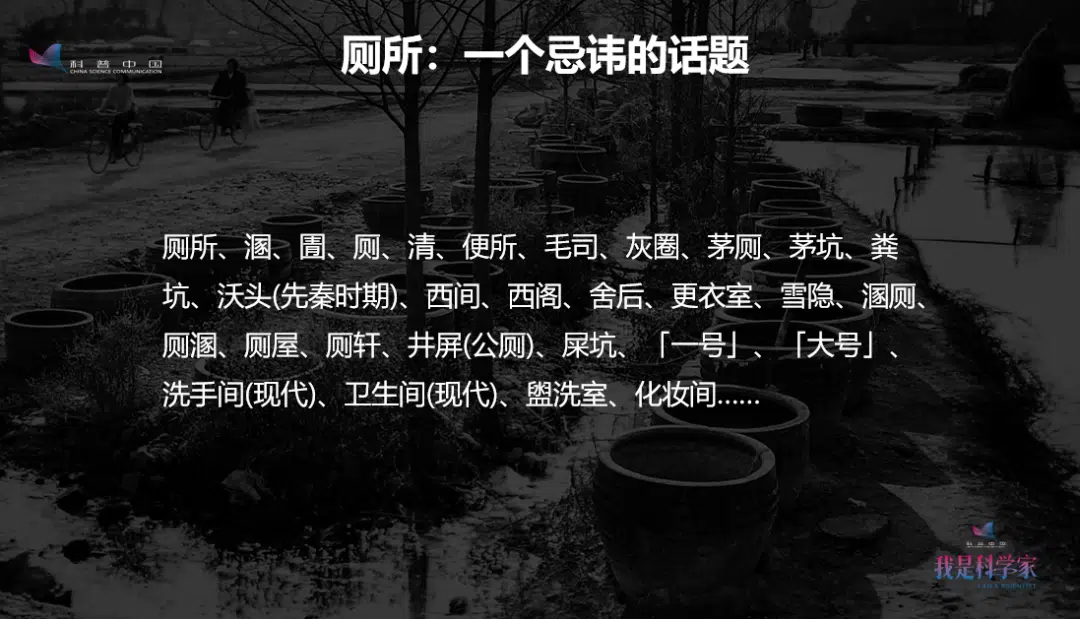 科普中国
CHINA SCIENCE COMMUNICATION
厕所：一个忌讳的话题
厕所、溷、圊、厕、清、便所、毛司、灰圈、茅厕、茅坑、粪
坑、沃头(先秦时期)、西间、西阁、舍后、更衣室、雪隐、溷厕、
厕溷、厕屋、厕轩、井屏(公厕)、屎坑、「一号」、「大号」、
洗手间(现代)、卫生间(现代)、盥洗室、化妆间……
科普中国
我是科学家